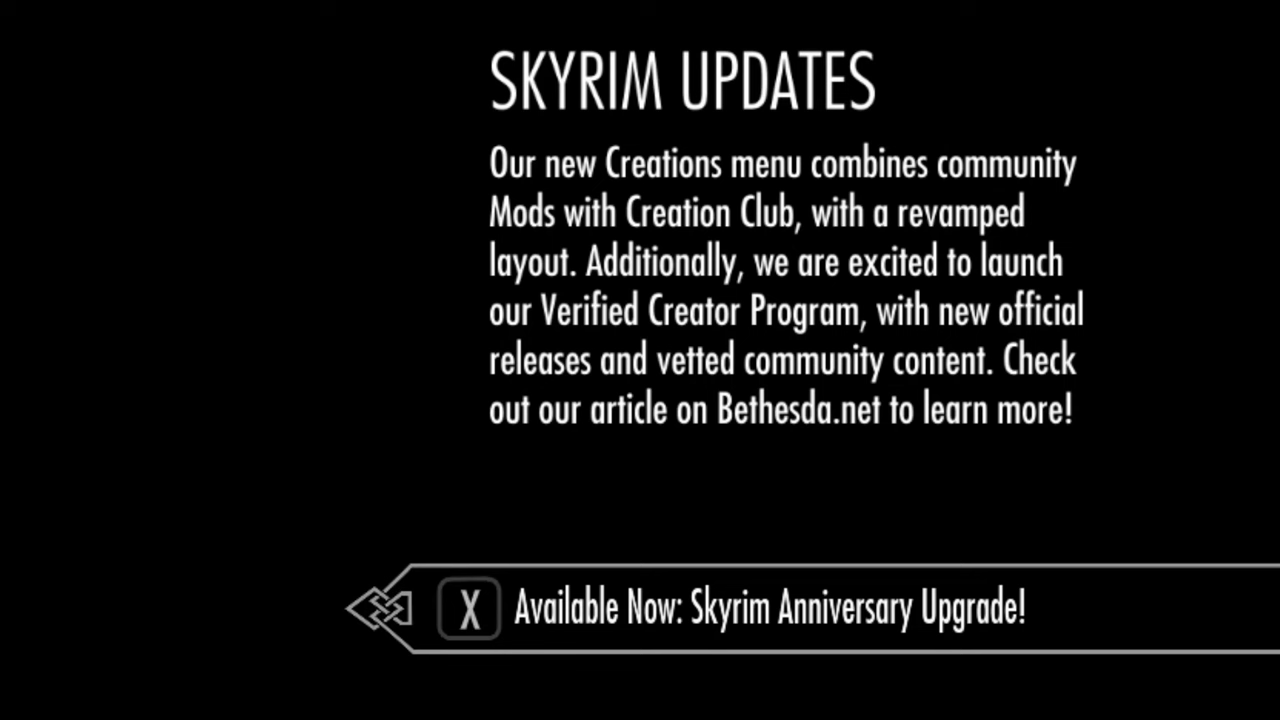 SKYRIM UPDATES
Our new Creations menu combines community
Mods with Creation Club, with a revamped
layout. Additionally, we are excited to launch
our Verified Creator Program, with new official
releases and vetted community content. Check
out our article on Bethesda.net to learn more!
X Available Now: Skyrim Anniversary Upgrade!